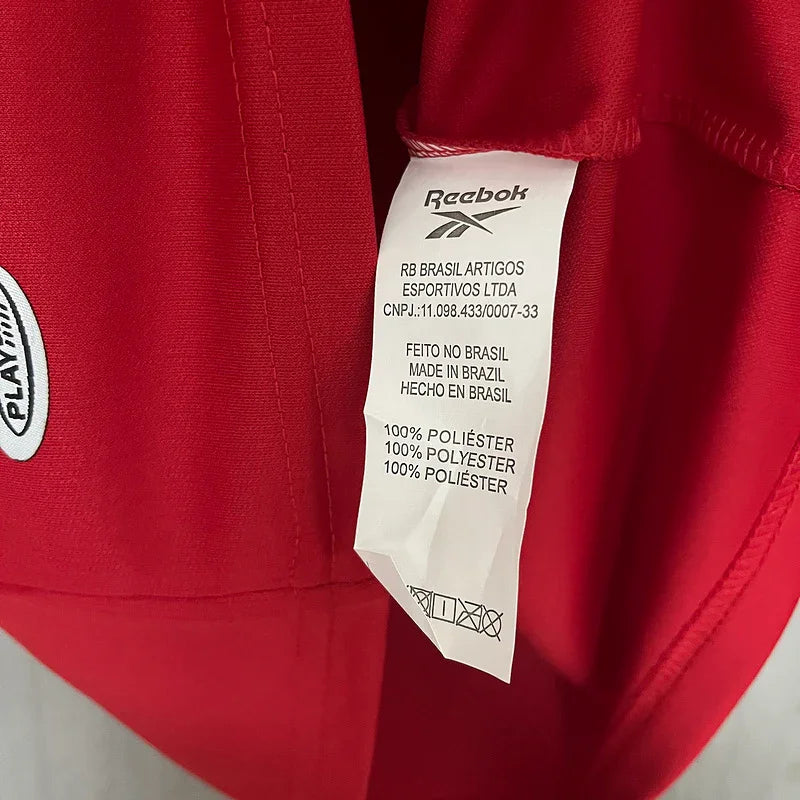 Reebok
RB BRASIL ARTIGOS
ESPORTIVOS LTDA
CNPJ.:11.098.433/0007-33
FEITO NO BRASIL
MADE IN BRAZIL
HECHO EN BRASIL
100% POLIÉSTER
100% POLYESTER
100% POLIÉSTER
PLAY